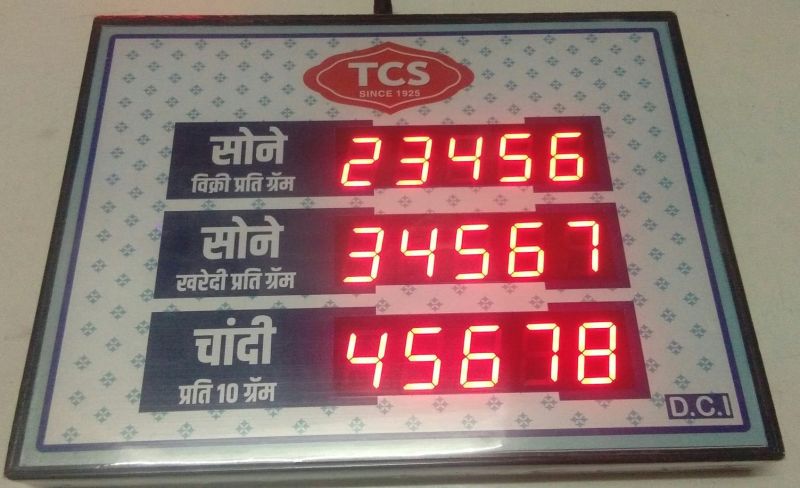 TCS
SINCE 1925
सोने
विक्री प्रति ग्रॅम
23456
सोने
खरेदी प्रति ग्रॅम
34567
चांदी
प्रति 10 ग्रॅम
45678
D.C.I